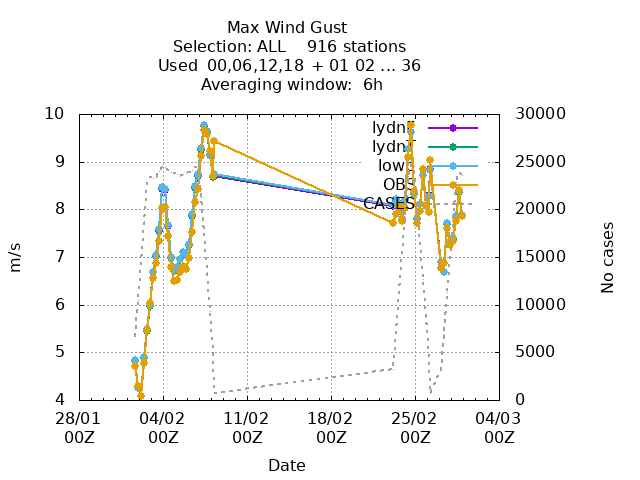 Max Wind Gust
Selection: ALL    916 stations
Used  00,06,12,18 + 01 02 ... 36
Averaging window:  6h
10
9
8
7
6
5
4
30000
25000
20000
15000
10000
5000
0
m/s
No cases
low
OBS
CASES
28/01 00Z
04/02 00Z
11/02 00Z
18/02 00Z
25/02 00Z
04/03 00Z
Date